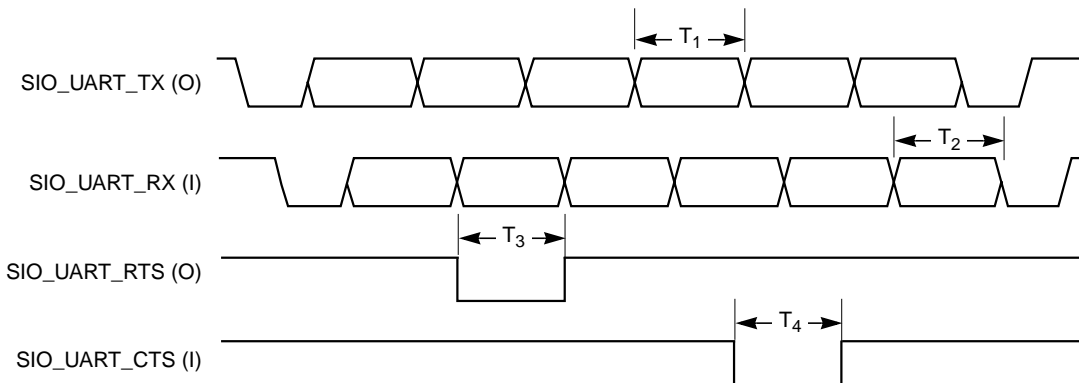 T1
SIO_UART_TX (O)
T2
SIO_UART_RX (I)
T3
SIO_UART_RTS (O)
T4
SIO_UART_CTS (I)